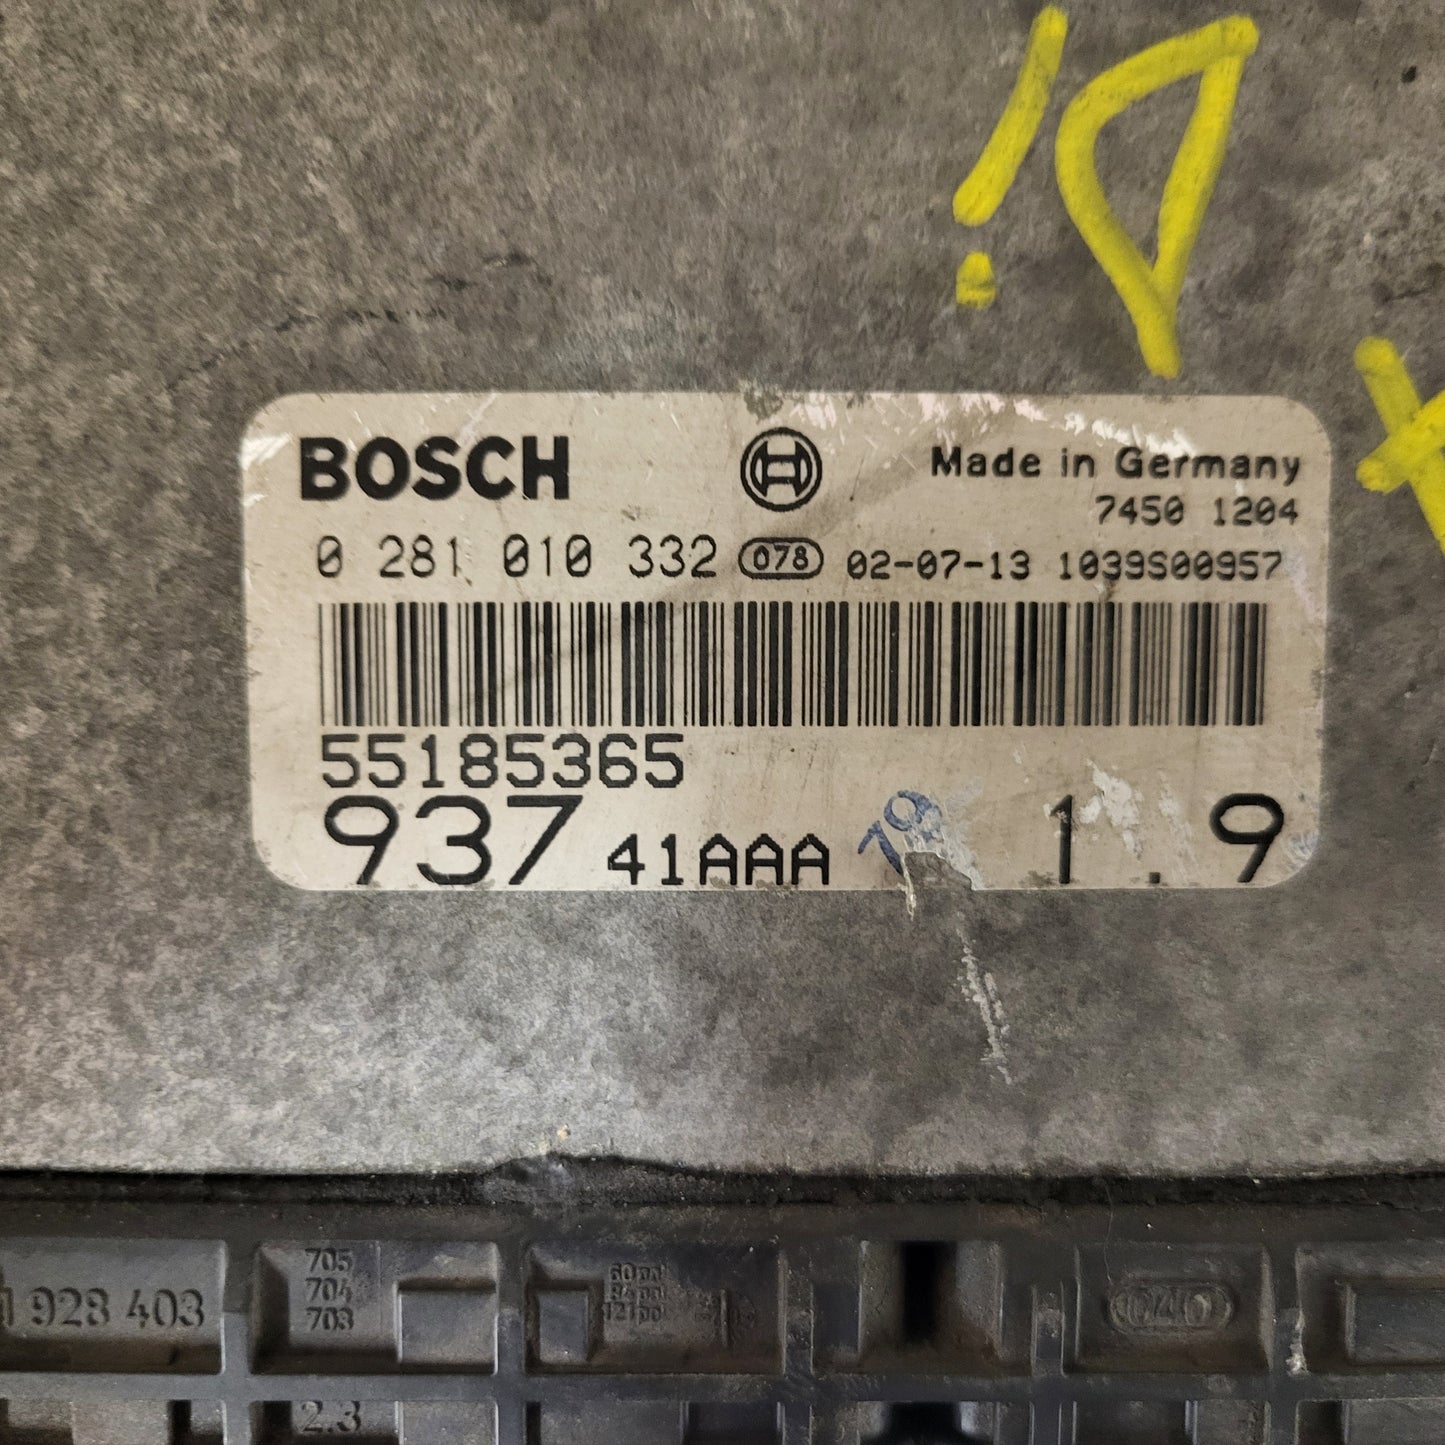 BOSCH
Made in Germany
7450 1204
0 281 010 332 078 02-07-13 1039S00957
55185365
937 41AAA 79 1.9
928 403
705
704
703
2.3